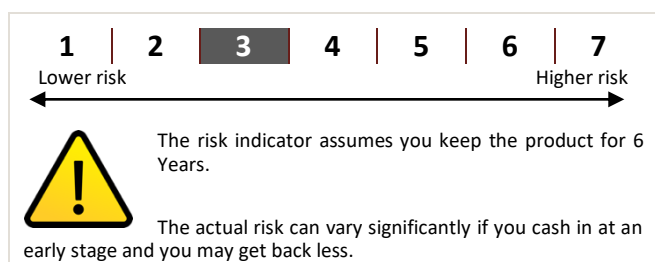 1 2 3 4 5 6 7
Lower risk Higher risk
The risk indicator assumes you keep the product for 6
Years.
The actual risk can vary significantly if you cash in at an
early stage and you may get back less.